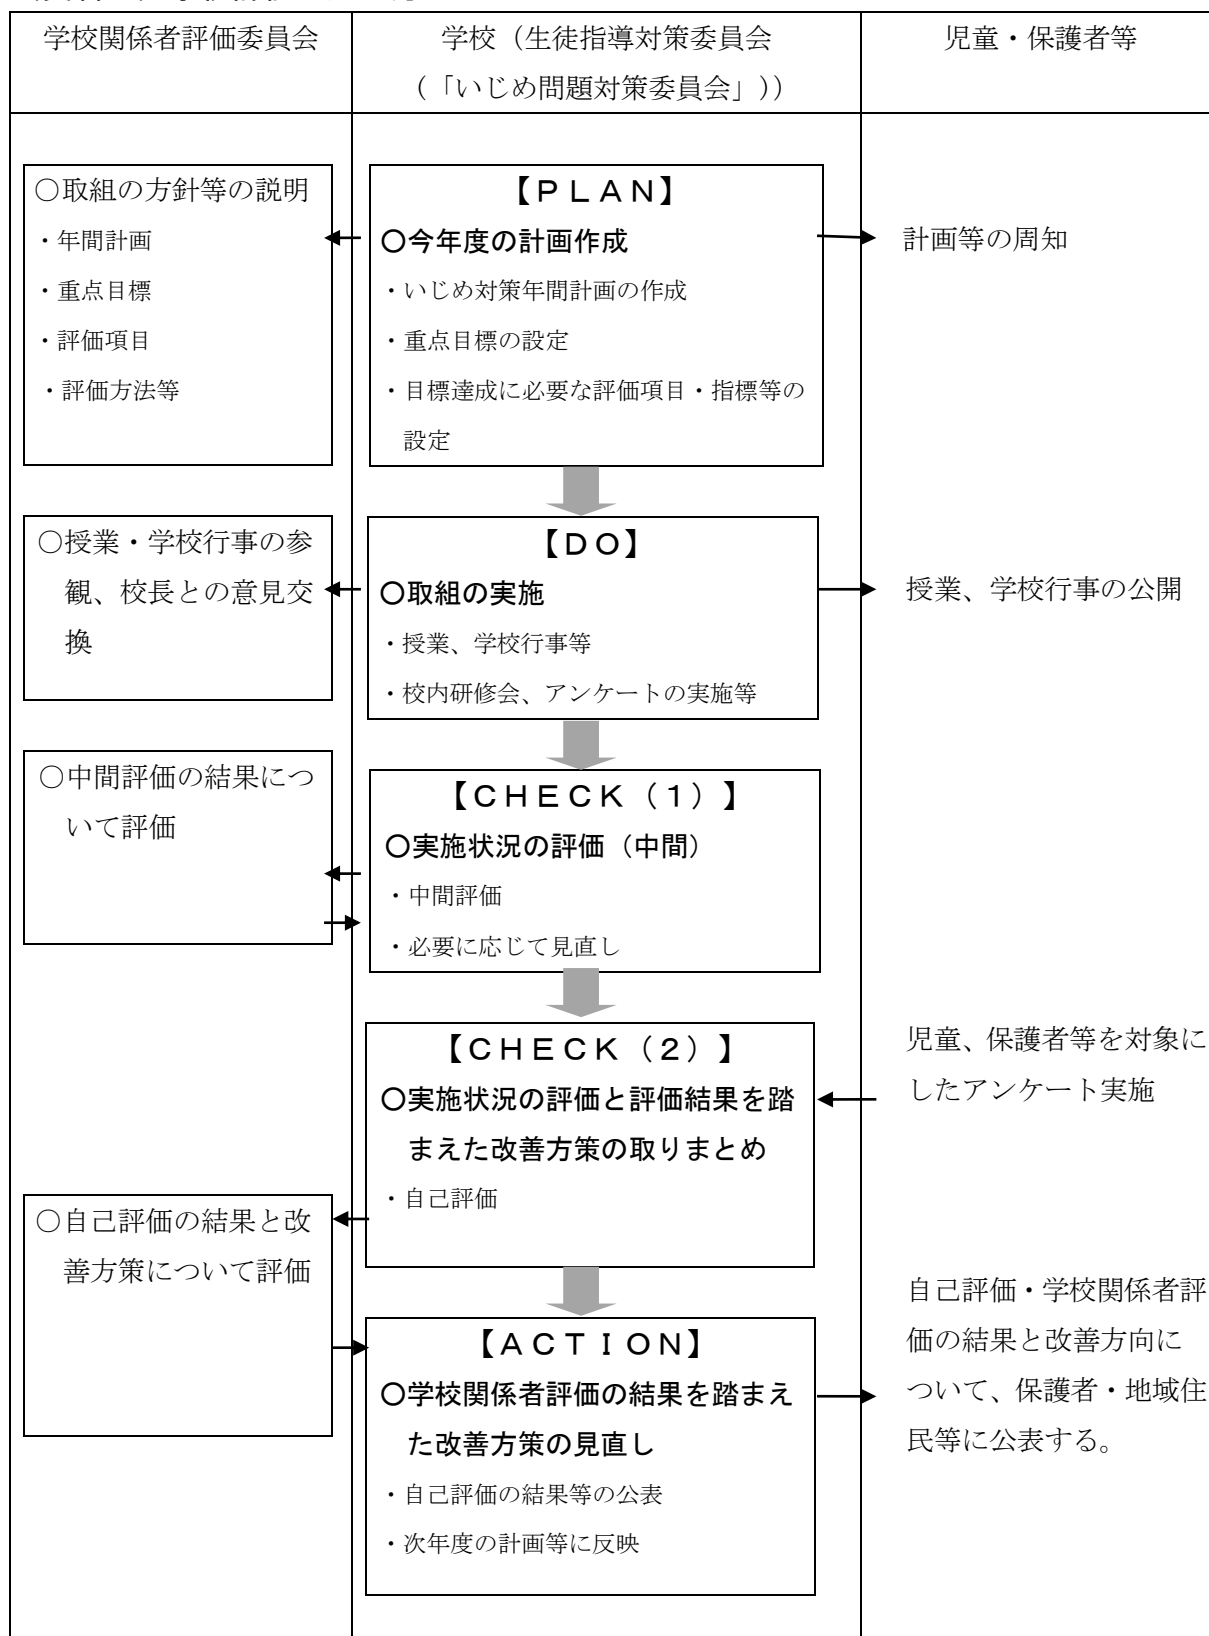 学校関係者評価委員会
学校（生徒指導対策委員会
（「いじめ問題対策委員会」））
児童・保護者等
○取組の方針等の説明
・年間計画
・重点目標
・評価項目
・評価方法等
【ＰＬＡＮ】
○今年度の計画作成
・いじめ対策年間計画の作成
・重点目標の設定
・目標達成に必要な評価項目・指標等の
設定
計画等の周知
○授業・学校行事の参
観、校長との意見交
換
【ＤＯ】
○取組の実施
・授業、学校行事等
・校内研修会、アンケートの実施等
授業、学校行事の公開
○中間評価の結果につ
いて評価
【ＣＨＥＣＫ（１）】
○実施状況の評価（中間）
・中間評価
・必要に応じて見直し
【ＣＨＥＣＫ（２）】
○実施状況の評価と評価結果を踏
まえた改善方策の取りまとめ
・自己評価
児童、保護者等を対象に
したアンケート実施
○自己評価の結果と改
善方策について評価
【ＡＣＴＩＯＮ】
○学校関係者評価の結果を踏まえ
た改善方策の見直し
・自己評価の結果等の公表
・次年度の計画等に反映
自己評価・学校関係者評
価の結果と改善方向に
ついて、保護者・地域住
民等に公表する。